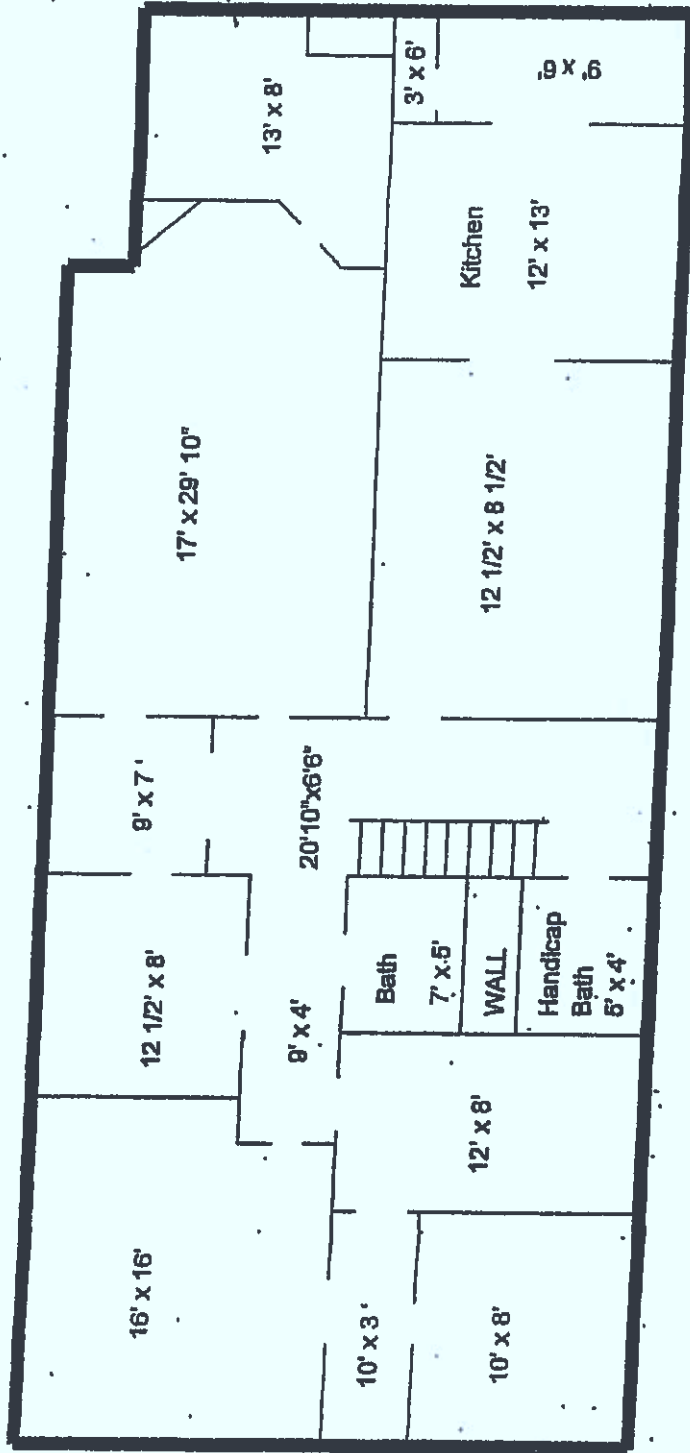 16' x 16'
12 1/2' x 8'
9' x 7 '
17' x 29' 10"
13' x 8'
9' x 4'
20'10"x6'6"
10' x 3 '
3' x 6'
Bath
7' x 5'
Kitchen
12' x 13'
12' x 8'
10' x 8'
WALL
12 1/2' x 8 1/2'
Handicap
Bath
5' x 4'